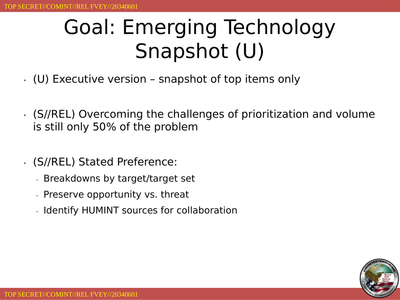 TOP SECRET//COMINT//REL FVEY//20340601
Goal: Emerging Technology
Snapshot (U)
· (U) Executive version – snapshot of top items only
· (S//REL) Overcoming the challenges of prioritization and volume
is still only 50% of the problem
· (S//REL) Stated Preference:
– Breakdowns by target/target set
– Preserve opportunity vs. threat
– Identify HUMINT sources for collaboration
TOP SECRET//COMINT//REL FVEY//20340601